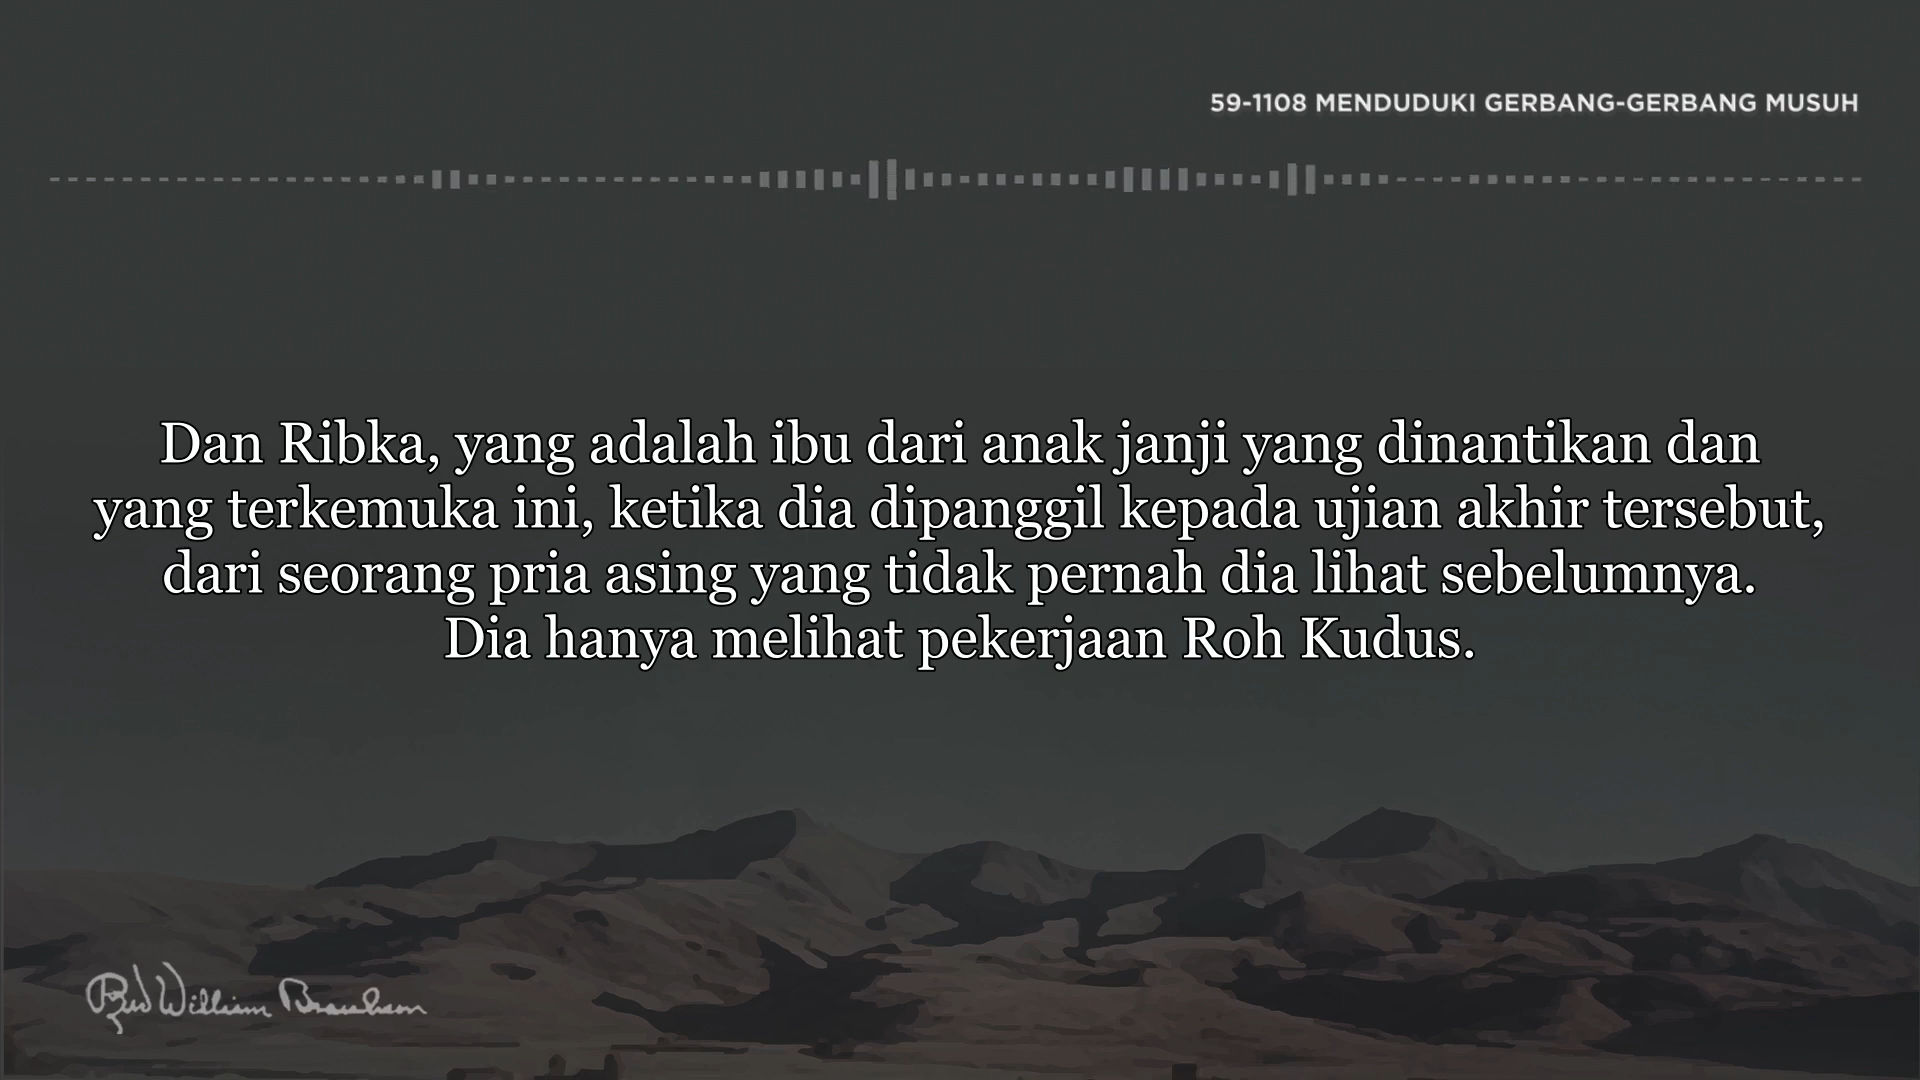 59-1108 MENDUDUKI GERBANG-GERBANG MUSUH
Dan Ribka, yang adalah ibu dari anak janji yang dinantikan dan
yang terkemuka ini, ketika dia dipanggil kepada ujian akhir tersebut,
dari seorang pria asing yang tidak pernah dia lihat sebelumnya.
Dia hanya melihat pekerjaan Roh Kudus.
William Branham